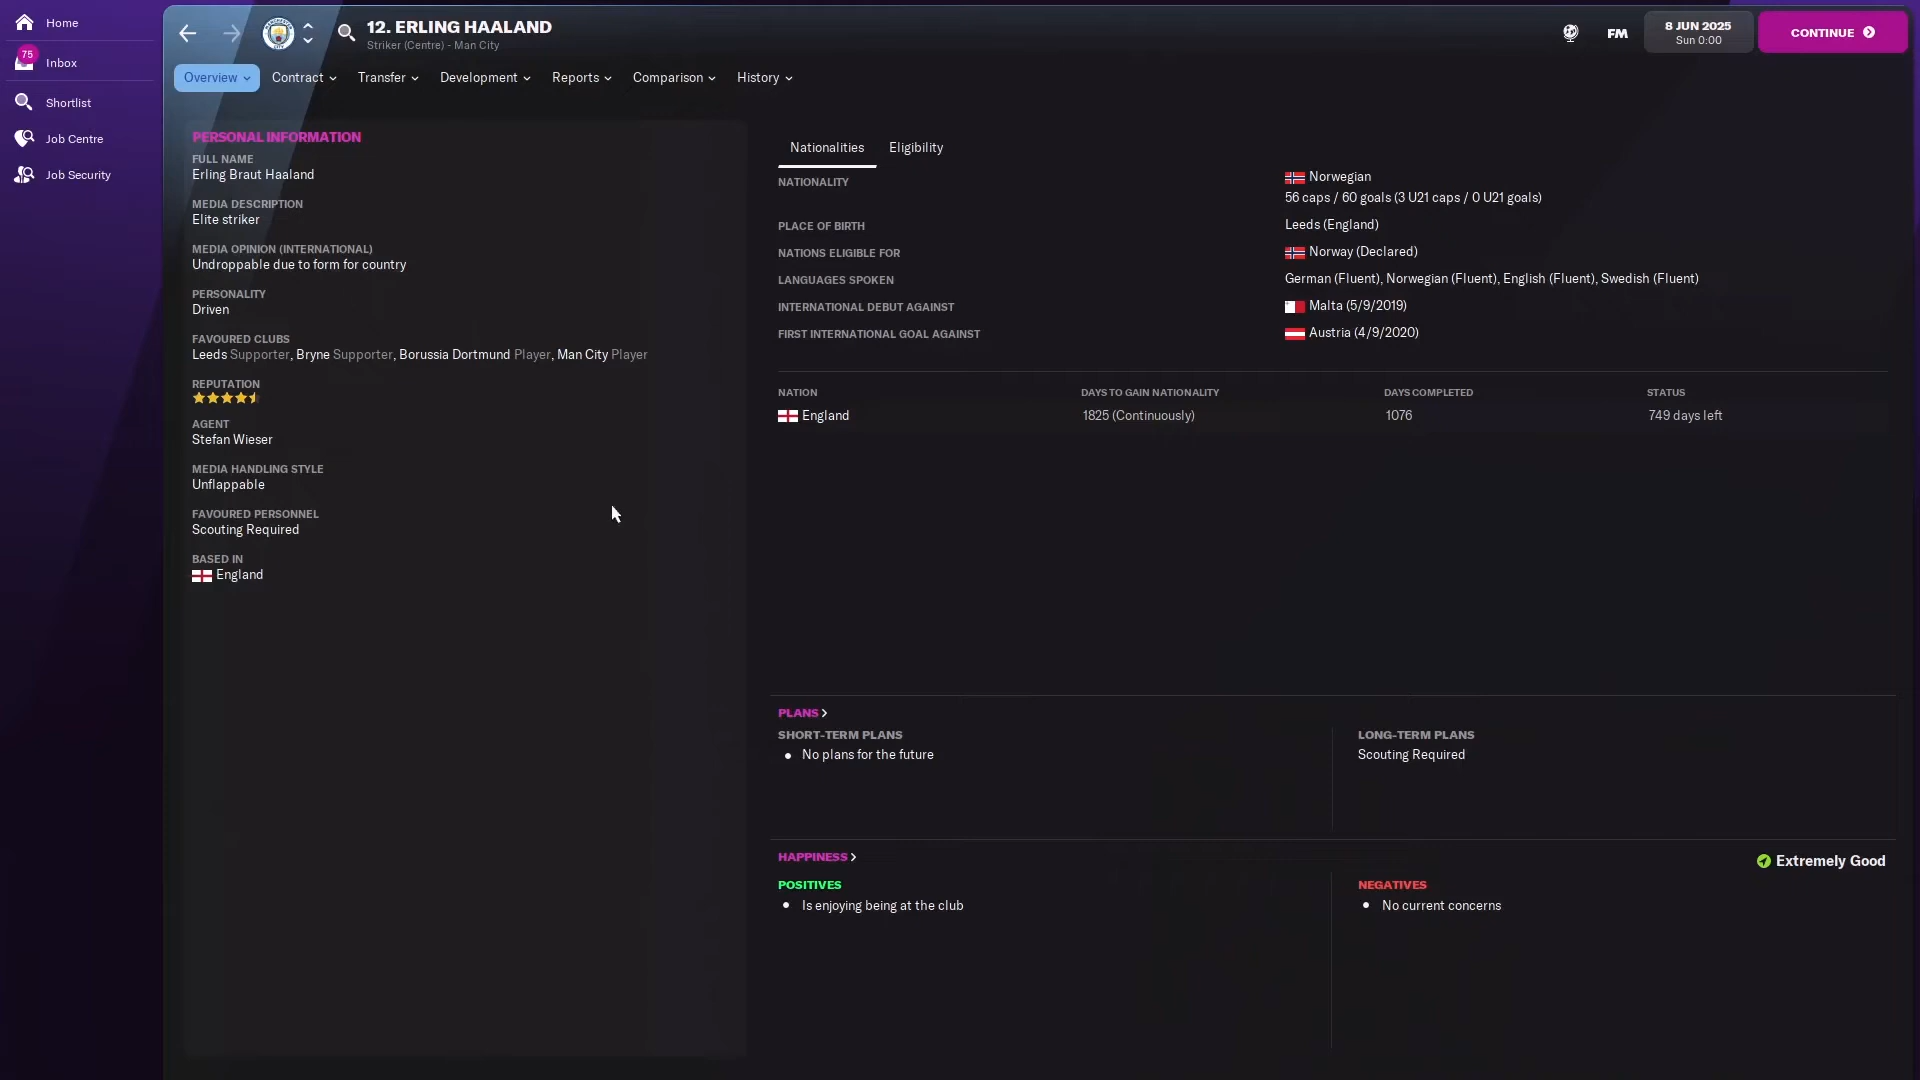 Home
75
Inbox
Shortlist
Job Centre
Job Security
12. ERLING HAALAND
Striker (Centre) - Man City
FM
8 JUN 2025
Sun 0:00
CONTINUE
Overview
Contract
Transfer
Development
Reports
Comparison
History
PERSONAL INFORMATION
FULL NAME
Erling Braut Haaland
MEDIA DESCRIPTION
Elite striker
MEDIA OPINION (INTERNATIONAL)
Undroppable due to form for country
PERSONALITY
Driven
FAVOURED CLUBS
Leeds Supporter, Bryne Supporter, Borussia Dortmund Player, Man City Player
REPUTATION
AGENT
Stefan Wieser
MEDIA HANDLING STYLE
Unflappable
FAVOURED PERSONNEL
Scouting Required
BASED IN
England
Nationalities Eligibility
NATIONALITY Norwegian
56 caps / 60 goals (3 U21 caps / 0 U21 goals)
PLACE OF BIRTH Leeds (England)
NATIONS ELIGIBLE FOR Norway (Declared)
LANGUAGES SPOKEN German (Fluent), Norwegian (Fluent), English (Fluent), Swedish (Fluent)
INTERNATIONAL DEBUT AGAINST Malta (5/9/2019)
FIRST INTERNATIONAL GOAL AGAINST Austria (4/9/2020)
NATION DAYS TO GAIN NATIONALITY DAYS COMPLETED STATUS
England 1825 (Continuously) 1076 749 days left
PLANS
SHORT-TERM PLANS
No plans for the future
LONG-TERM PLANS
Scouting Required
HAPPINESS
Extremely Good
POSITIVES
Is enjoying being at the club
NEGATIVES
No current concerns